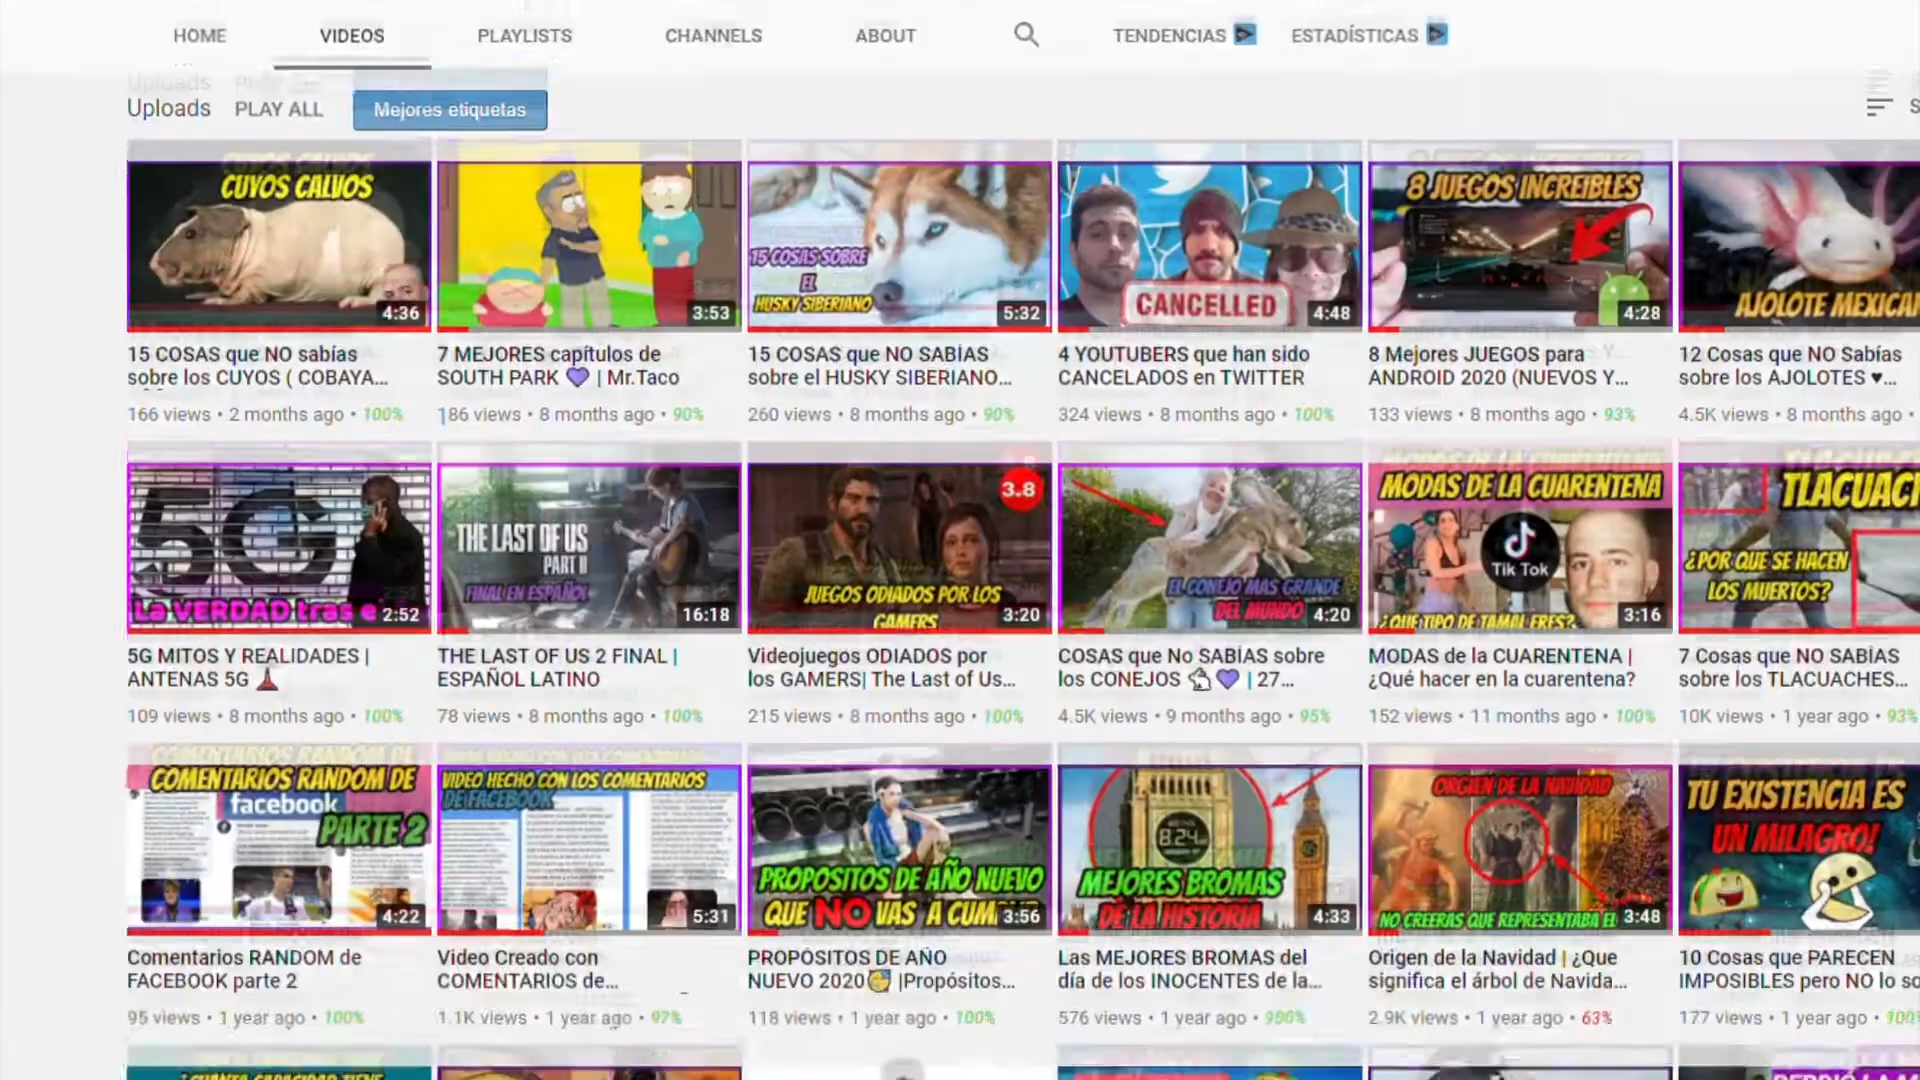 HOME VIDEOS PLAYLISTS CHANNELS ABOUT TENDENCIAS ESTADÍSTICAS
Uploads PLAY ALL Mejores etiquetas
CUYOS CALVOS
4:36
3:53
15 COSAS SOBRE
EL
HUSKY SIBERIANO
5:32
CANCELLED
4:48
8 JUEGOS INCREIBLES
4:28
AJOLOTE MEXICAN
15 COSAS que NO sabías
sobre los CUYOS ( COBAYA...
166 views • 2 months ago • 100%
7 MEJORES capítulos de
SOUTH PARK 💜 | Mr.Taco
186 views • 8 months ago • 90%
15 COSAS que NO SABÍAS
sobre el HUSKY SIBERIANO...
260 views • 8 months ago • 90%
4 YOUTUBERS que han sido
CANCELADOS en TWITTER
324 views • 8 months ago • 100%
8 Mejores JUEGOS para
ANDROID 2020 (NUEVOS Y...
133 views • 8 months ago • 93%
12 Cosas que NO Sabías
sobre los AJOLOTES ♥...
4.5K views • 8 months ago •
5G
La VERDAD tras e
2:52
THE LAST OF US
PART II
FINAL EN ESPAÑOL
16:18
3.8
JUEGOS ODIADOS POR LOS
GAMERS
3:20
EL CONEJO MAS GRANDE
DEL MUNDO
4:20
MODAS DE LA CUARENTENA
Tik Tok
¿QUE TIPO DE TAMAL ERES?
3:16
TLACUACH
¿POR QUE SE HACEN
LOS MUERTOS?
5G MITOS Y REALIDADES |
ANTENAS 5G
109 views • 8 months ago • 100%
THE LAST OF US 2 FINAL |
ESPAÑOL LATINO
78 views • 8 months ago • 100%
Videojuegos ODIADOS por
los GAMERS| The Last of Us...
215 views • 8 months ago • 100%
COSAS que No SABÍAS sobre
los CONEJOS 🐇💜 | 27...
4.5K views • 9 months ago • 95%
MODAS de la CUARENTENA |
¿Qué hacer en la cuarentena?
152 views • 11 months ago • 100%
7 Cosas que NO SABÍAS
sobre los TLACUACHES...
10K views • 1 year ago • 93%
COMENTARIOS RANDOM DE
facebook
PARTE 2
4:22
VIDEO HECHO CON LOS COMENTARIOS
DE FACEBOOK
5:31
PROPOSITOS DE AÑO NUEVO
QUE NO VAS A CUM
3:56
8:24
MEJORES BROMAS
DE LA HISTORIA
4:33
ORIGEN DE LA NAVIDAD
NO CREERAS QUE REPRESENTABA EL
3:48
TU EXISTENCIA ES
UN MILAGRO!
Comentarios RANDOM de
FACEBOOK parte 2
95 views • 1 year ago • 100%
Video Creado con
COMENTARIOS de...
1.1K views • 1 year ago • 97%
PROPÓSITOS DE AÑO
NUEVO 2020🥳 |Propósitos...
118 views • 1 year ago • 100%
Las MEJORES BROMAS del
día de los INOCENTES de la...
576 views • 1 year ago
Origen de la Navidad | ¿Que
significa el árbol de Navida...
2.9K views • 1 year ago • 63%
10 Cosas que PARECEN
IMPOSIBLES pero NO lo so
177 views • 1 year ago • 100